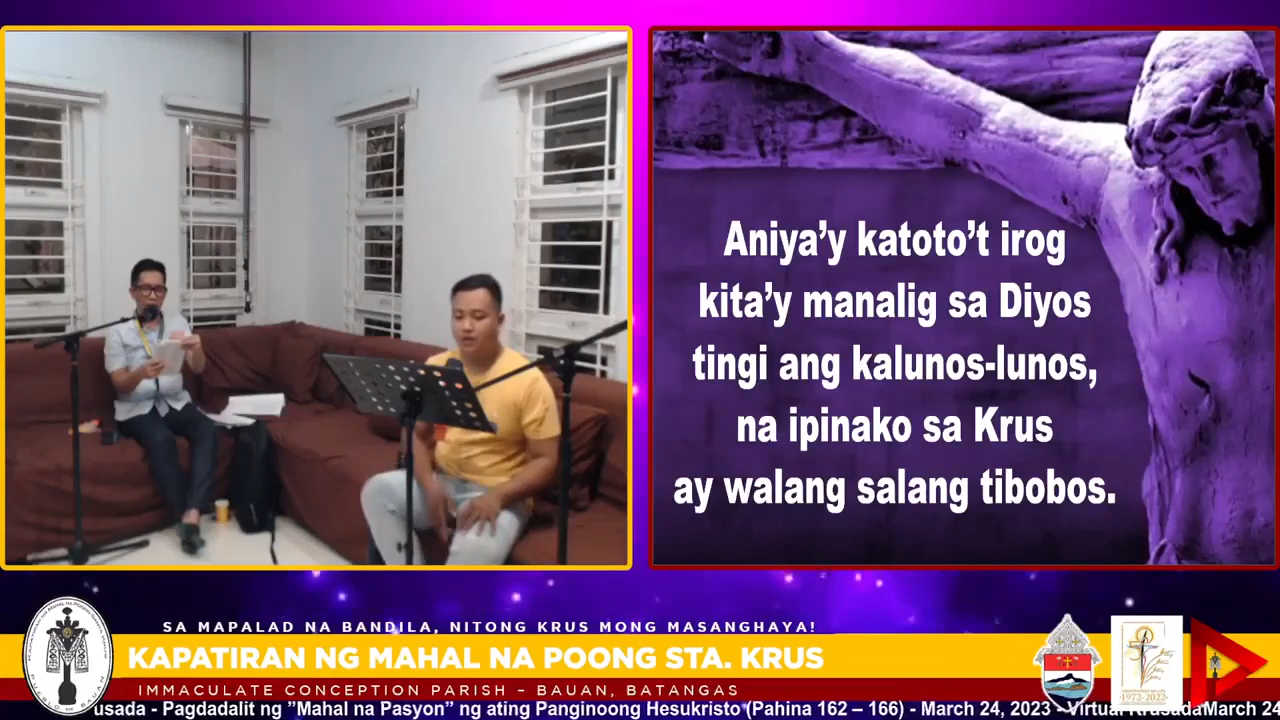 Aniya’y katoto’t irog
kita’y manalig sa Diyos
tingi ang kalunos-lunos,
na ipinako sa Krus
ay walang salang tibobos.
SA MAPALAD NA BANDILA, NITONG KRUS MONG MASANGHAYA!
KAPATIRAN NG MAHAL NA POONG STA. KRUS
IMMACULATE CONCEPTION PARISH – BAUAN, BATANGAS
usada - Pagdadalit ng ”Mahal na Pasyon” ng ating Panginoong Hesukristo (Pahina 162 – 166) - March 24, 2023 - Virtual KrusadaMarch 24
1972-2022